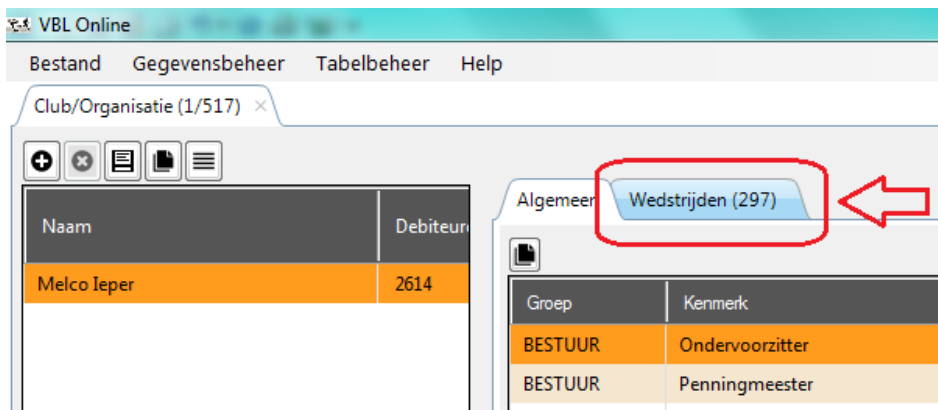 VBL Online
Bestand Gegevensbeheer Tabelbeheer Help
Club/Organisatie (1/517)
Naam Debiteure
Melco Ieper 2614
Algemeen Wedstrijden (297)
Groep Kenmerk
BESTUUR Ondervoorzitter
BESTUUR Penningmeester